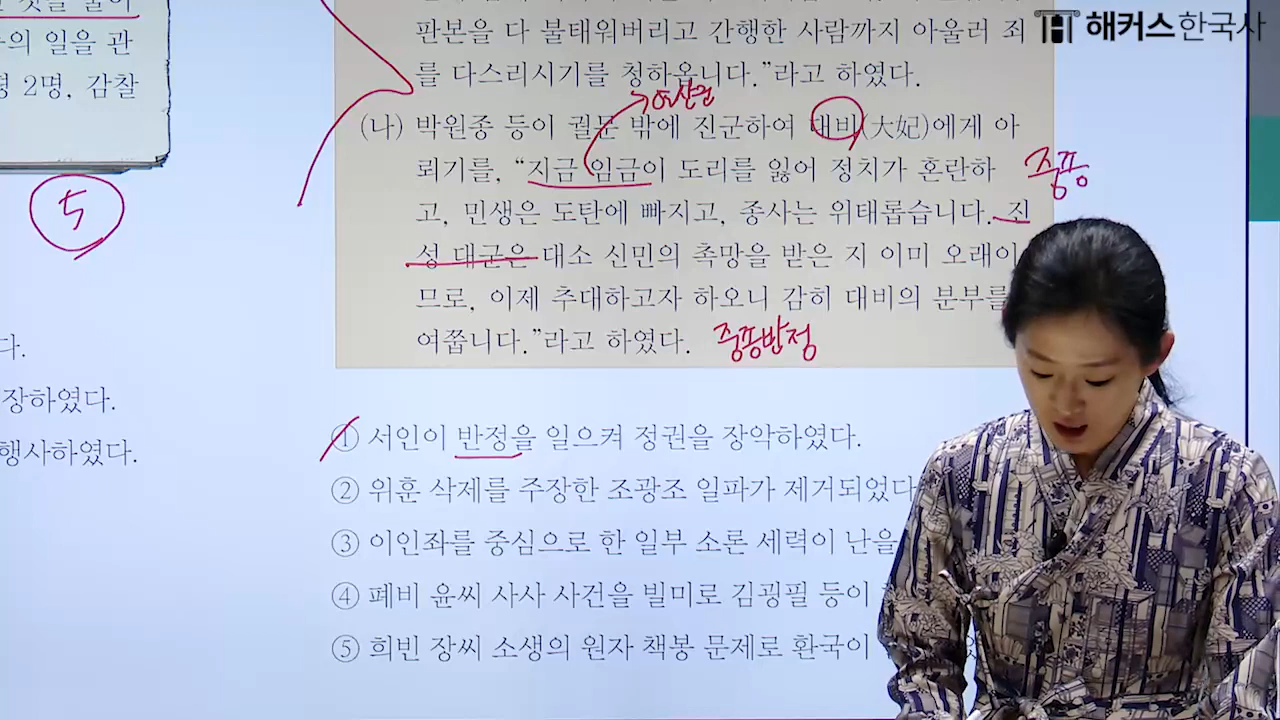 해커스한국사
것을 물어
의 일을 관
평 2명, 감찰
5
다.
장하였다.
행사하였다.
판본을 다 불태워버리고 간행한 사람까지 아울러 죄
를 다스리시기를 청하옵니다.”라고 하였다.
연산군
(나) 박원종 등이 궐문 밖에 진군하여 대비(大妃)에게 아
뢰기를, “지금 임금이 도리를 잃어 정치가 혼란하
중종
고, 민생은 도탄에 빠지고, 종사는 위태롭습니다. 진
성 대군은 대소 신민의 촉망을 받은 지 이미 오래이
므로, 이제 추대하고자 하오니 감히 대비의 분부를
여쭙니다.”라고 하였다. 중종반정
① 서인이 반정을 일으켜 정권을 장악하였다.
② 위훈 삭제를 주장한 조광조 일파가 제거되었다
③ 이인좌를 중심으로 한 일부 소론 세력이 난을
④ 폐비 윤씨 사사 사건을 빌미로 김굉필 등이
⑤ 희빈 장씨 소생의 원자 책봉 문제로 환국이